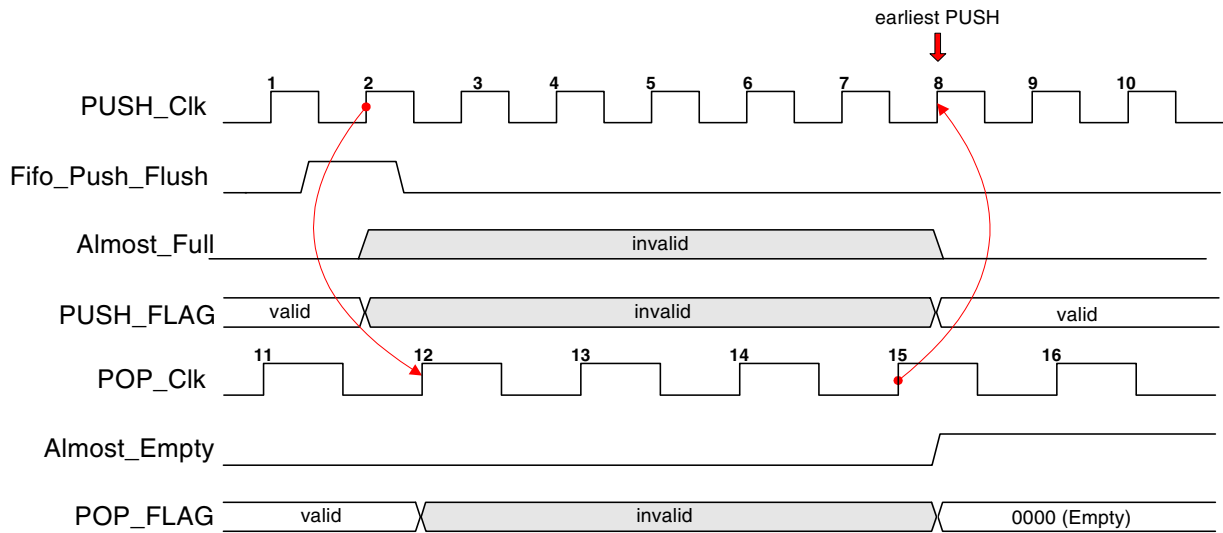 earliest PUSH
1 2 3 4 5 6 7 8 9 10
PUSH_Clk
Fifo_Push_Flush
Almost_Full invalid
PUSH_FLAG valid invalid valid
11 12 13 14 15 16
POP_Clk
Almost_Empty
POP_FLAG valid invalid 0000 (Empty)